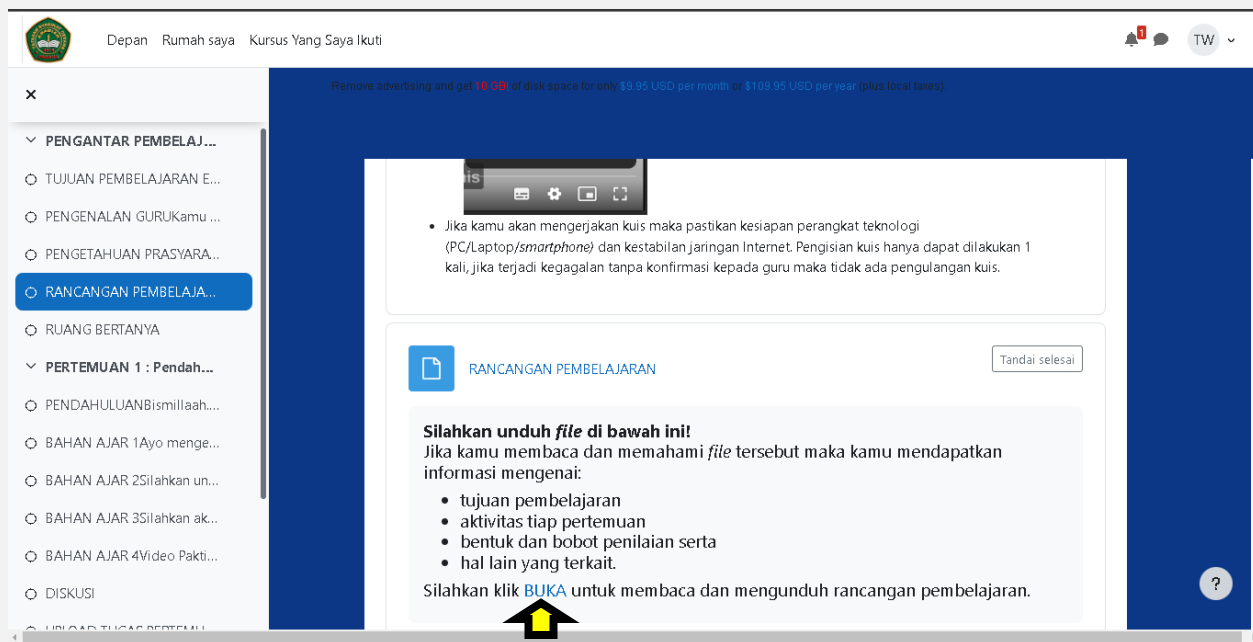 Depan Rumah saya Kursus Yang Saya Ikuti
1
TW
Remove advertising and get 10 GB! of disk space for only $9.95 USD per month or $109.95 USD per year (plus local taxes)
PENGANTAR PEMBELAJ...
TUJUAN PEMBELAJARAN E...
PENGENALAN GURUKamu ...
PENGETAHUAN PRASYARA...
RANCANGAN PEMBELAJA...
RUANG BERTANYA
PERTEMUAN 1 : Pendah...
PENDAHULUANBismillaah....
BAHAN AJAR 1Ayo menge...
BAHAN AJAR 2Silahkan un...
BAHAN AJAR 3Silahkan ak...
BAHAN AJAR 4Video Pakti...
DISKUSI
UPLOAD TUGAS PERTEMU...
is
Jika kamu akan mengerjakan kuis maka pastikan kesiapan perangkat teknologi
(PC/Laptop/smartphone) dan kestabilan jaringan Internet. Pengisian kuis hanya dapat dilakukan 1
kali, jika terjadi kegagalan tanpa konfirmasi kepada guru maka tidak ada pengulangan kuis.
RANCANGAN PEMBELAJARAN
Tandai selesai
Silahkan unduh file di bawah ini!
Jika kamu membaca dan memahami file tersebut maka kamu mendapatkan
informasi mengenai:
tujuan pembelajaran
aktivitas tiap pertemuan
bentuk dan bobot penilaian serta
hal lain yang terkait.
Silahkan klik BUKA untuk membaca dan mengunduh rancangan pembelajaran.
?